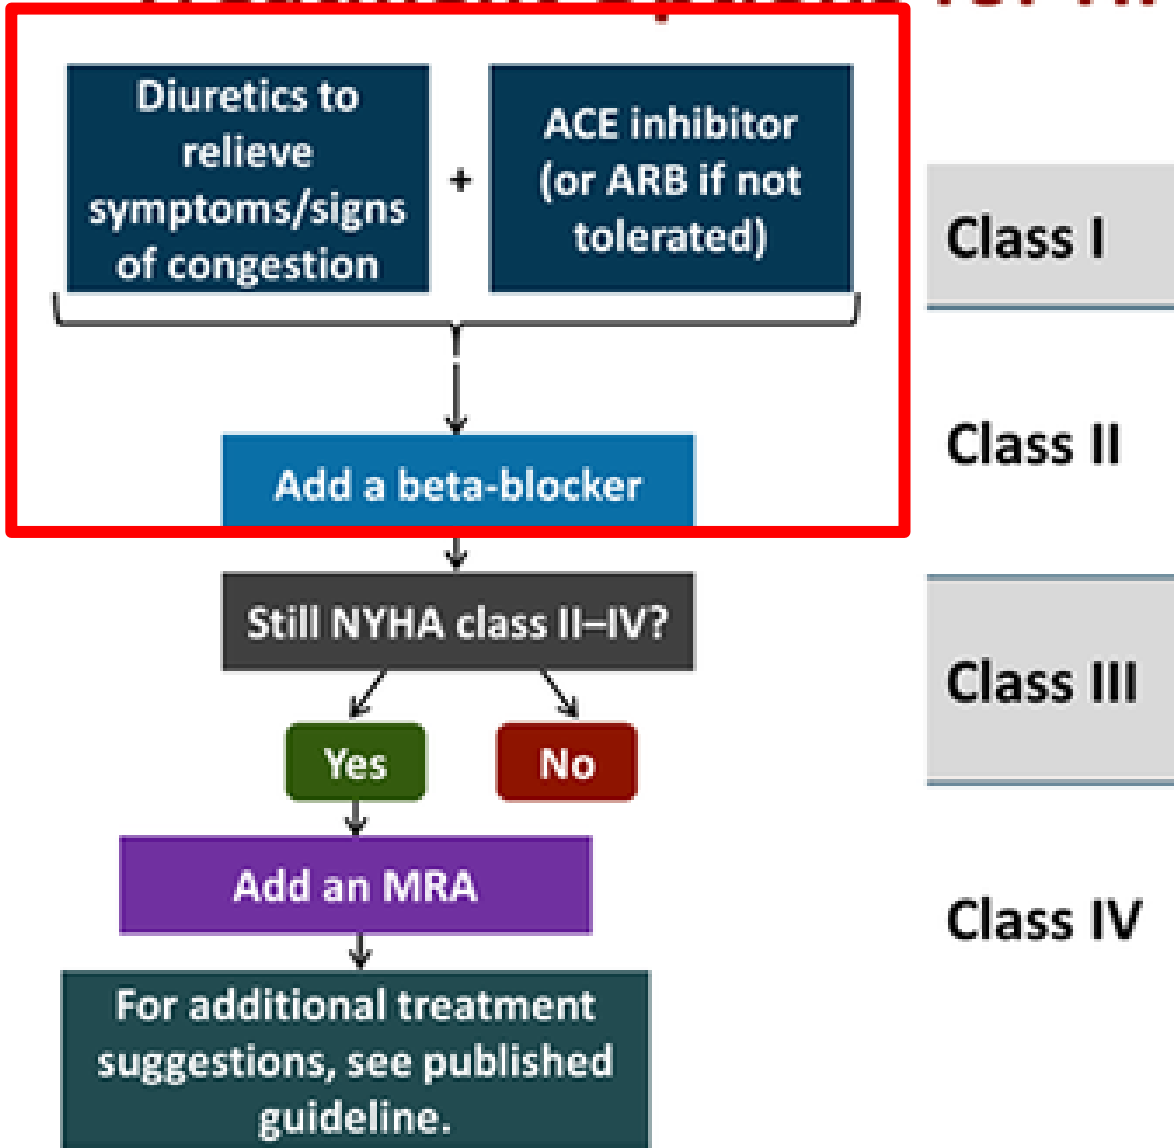 Diuretics to
relieve
symptoms/signs
of congestion
+
ACE inhibitor
(or ARB if not
tolerated)
Add a beta-blocker
Still NYHA class II–IV?
Yes
No
Add an MRA
For additional treatment
suggestions, see published
guideline.
Class I
Class II
Class III
Class IV